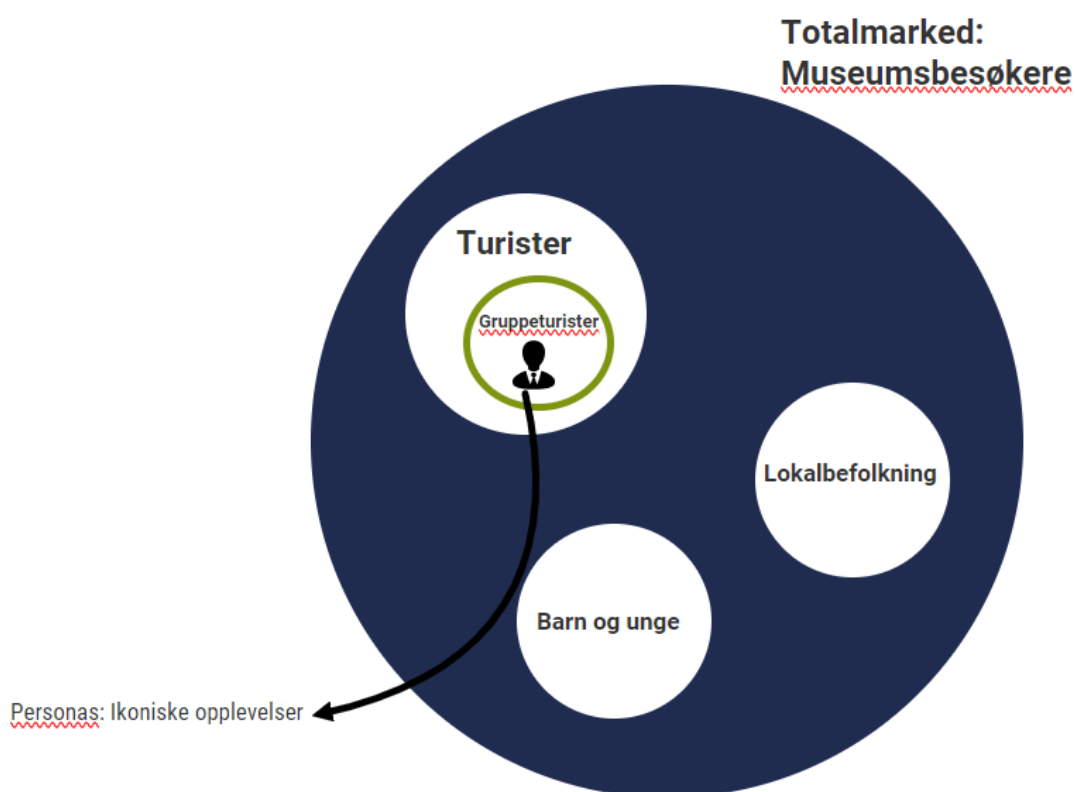 Totalmarked:
Museumsbesøkere
Turister
Gruppeturister
Lokalbefolkning
Barn og unge
Personas: Ikoniske opplevelser